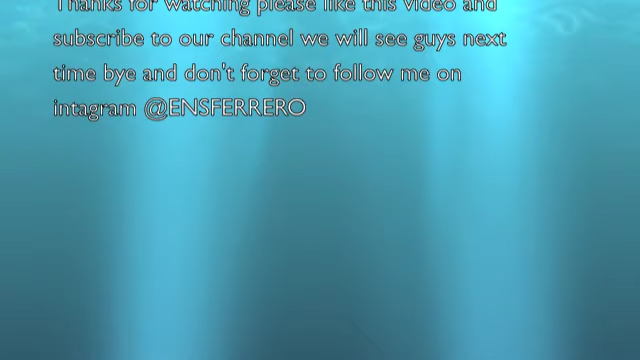 Thanks for watching please like this video and
subscribe to our channel we will see guys next
time bye and don't forget to follow me on
intagram @ENSFERRERO